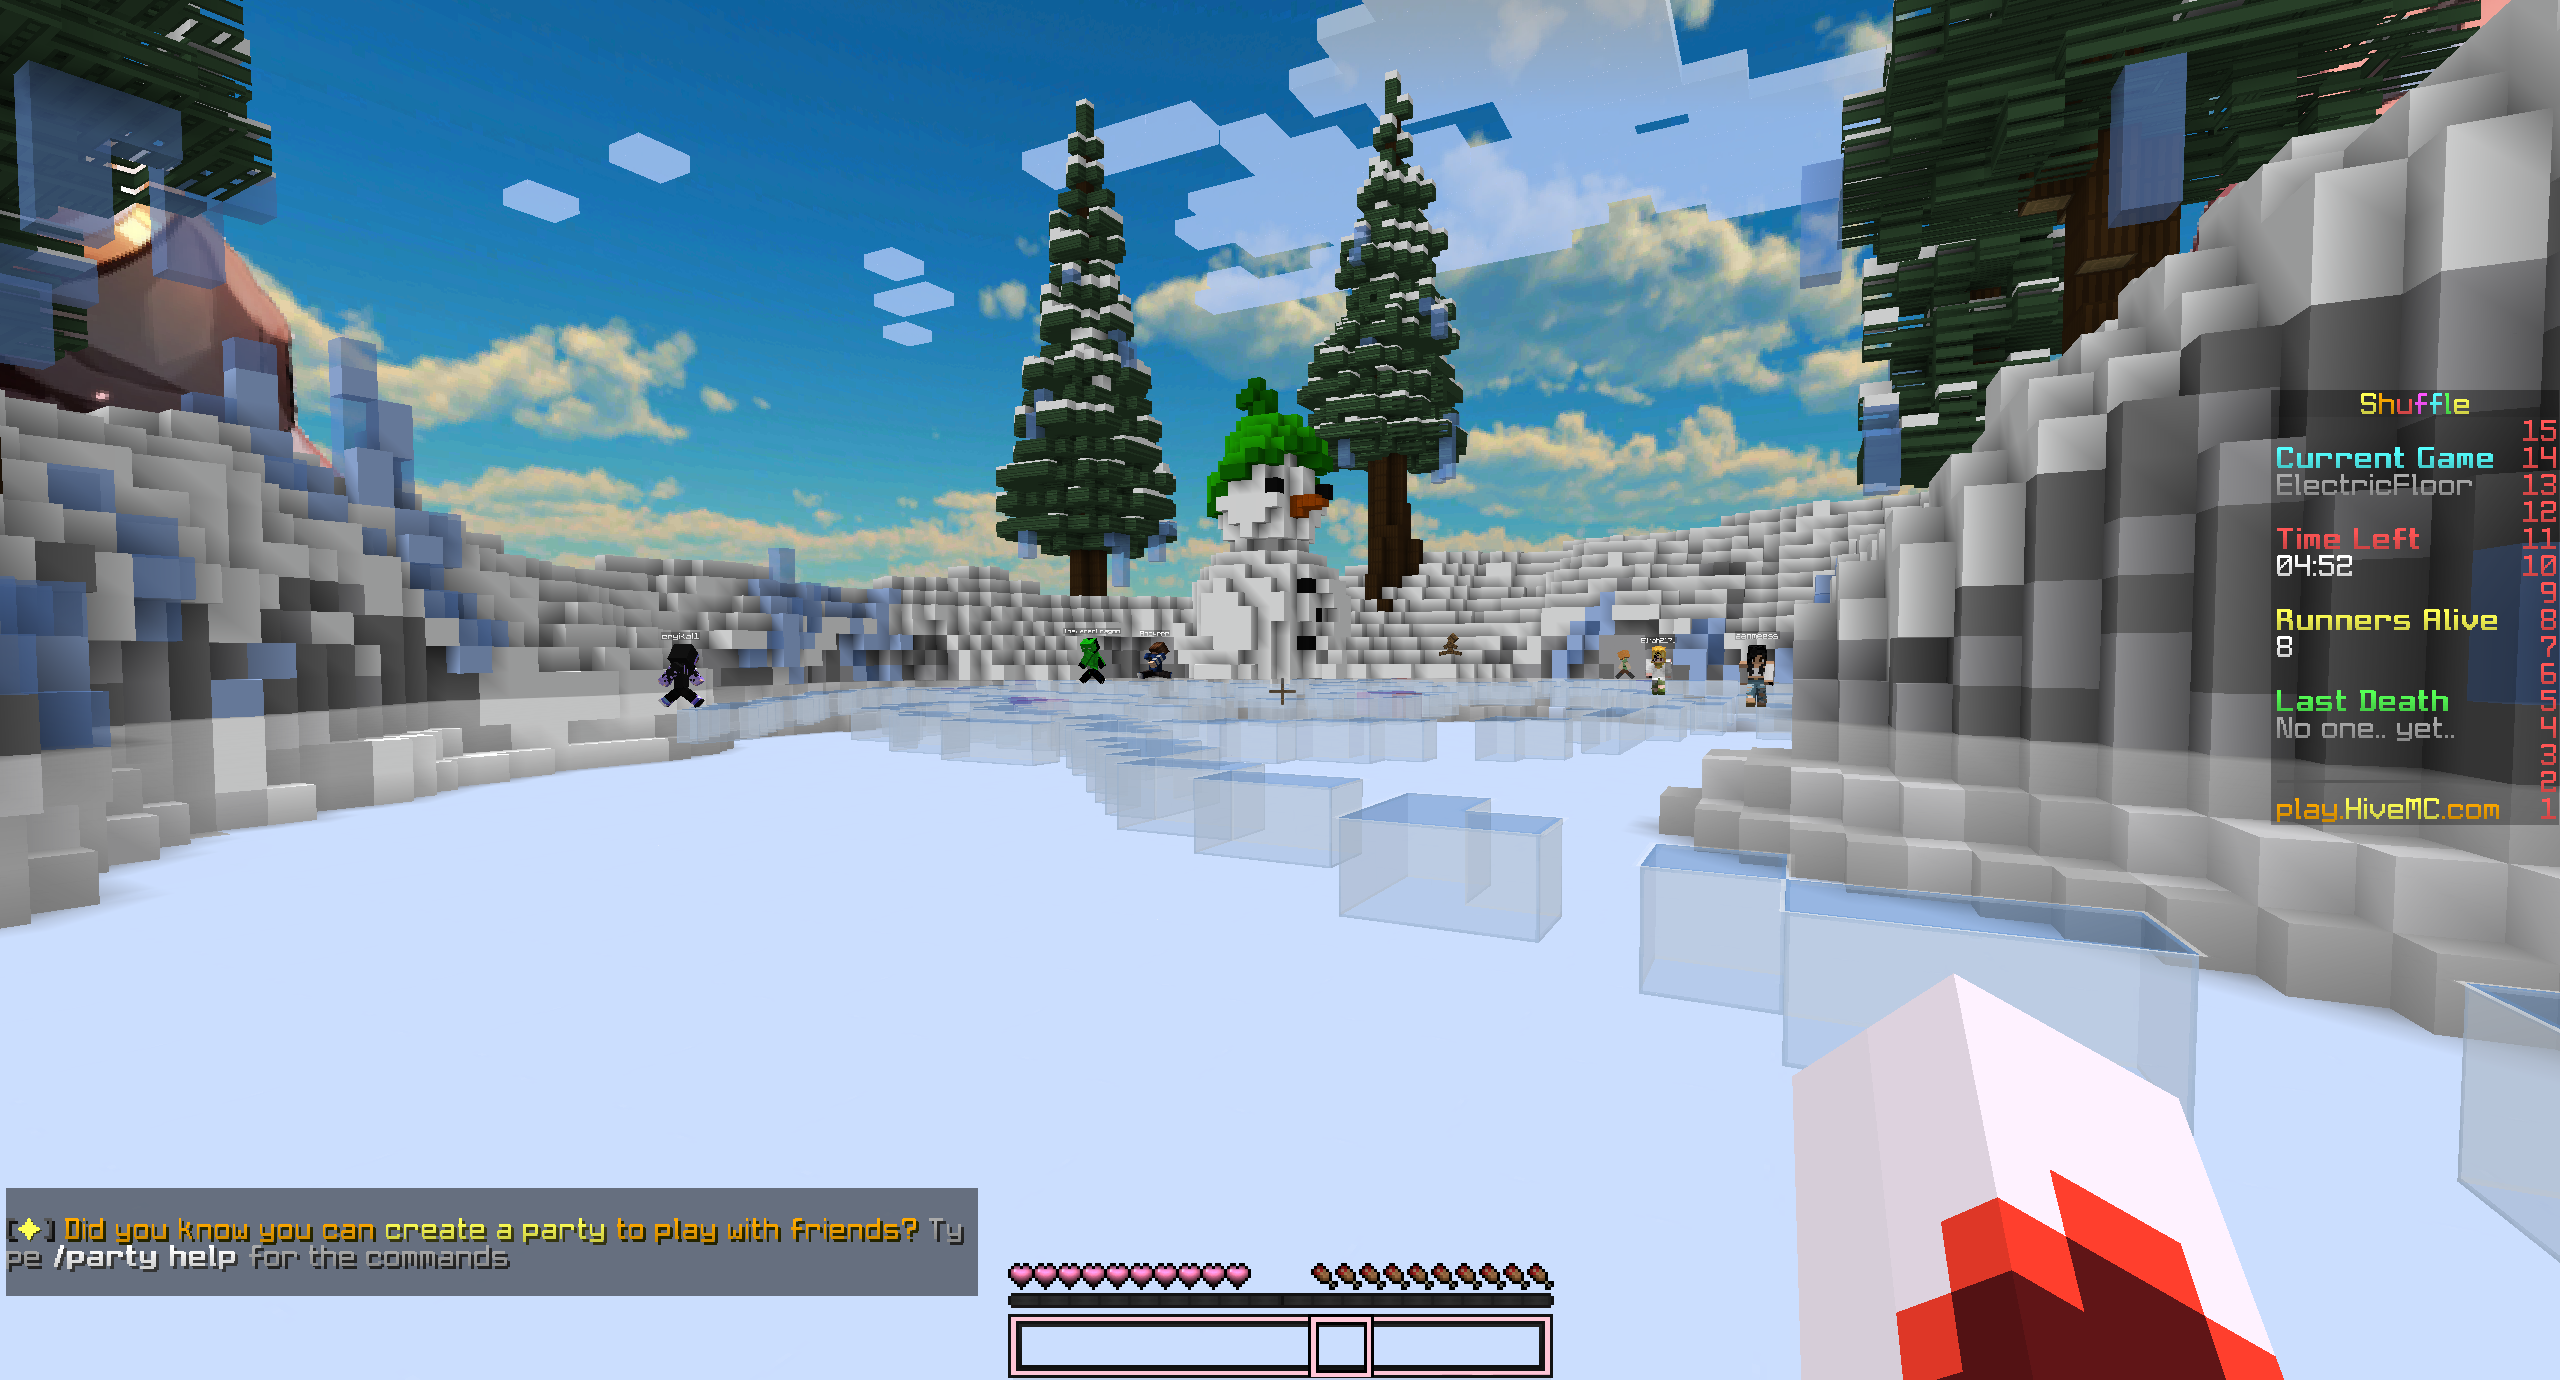 Shuffle
15
Current Game 14
ElectricFloor 13
12
Time Left 11
04:52 10
9
Runners Alive 8
8 7
6
Last Death 5
No one.. yet.. 4
3
2
play.HiveMC.com 1
[✦] Did you know you can create a party to play with friends? Ty
pe /party help for the commands